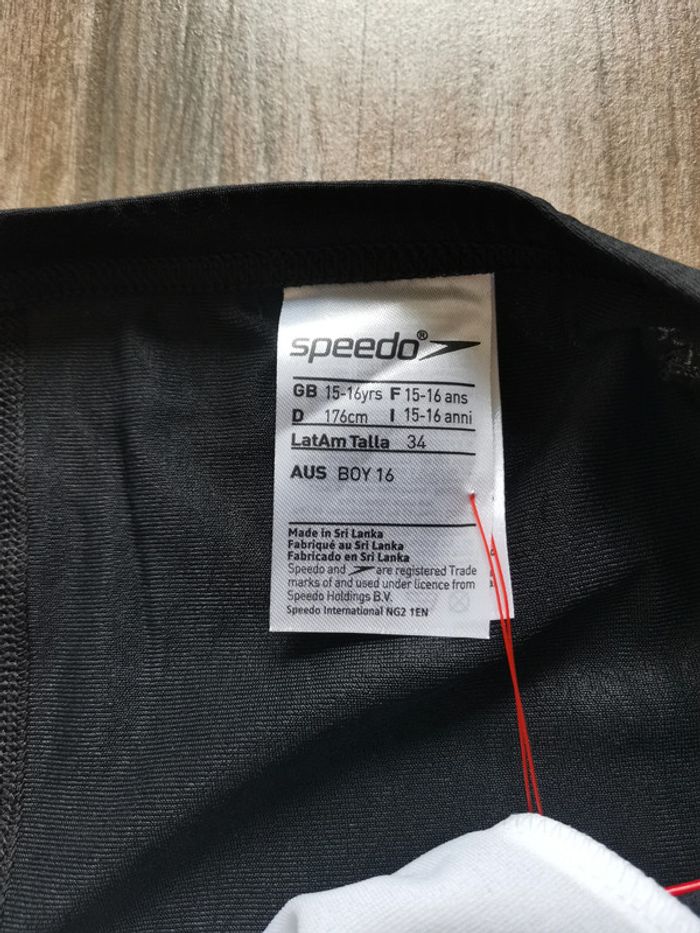 speedo®
GB 15-16yrs F 15-16 ans
D 176cm I 15-16 anni
LatAm Talla 34
AUS BOY 16
Made in Sri Lanka
Fabriqué au Sri Lanka
Fabricado en Sri Lanka
Speedo and are registered Trade
marks of and used under licence from
Speedo Holdings B.V.
Speedo International NG2 1EN